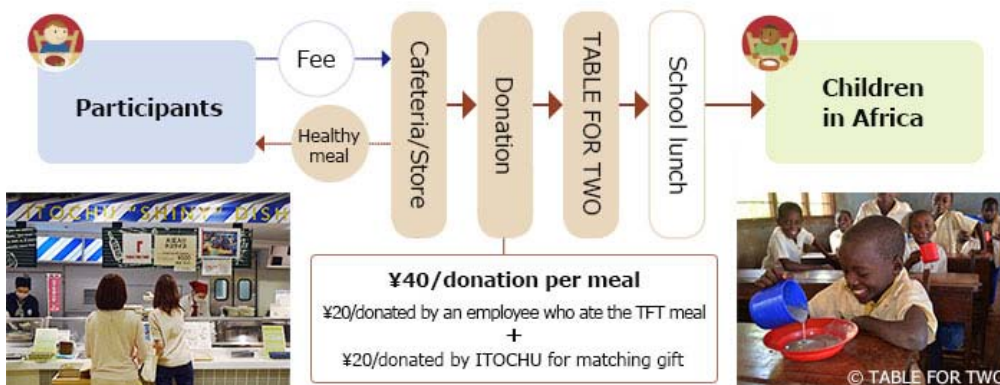 Participants
Fee
Healthy
meal
Cafeteria/Store
Donation
TABLE FOR TWO
School lunch
Children
in Africa
ITOCHU "SHINY" DISH
¥40/donation per meal
¥20/donated by an employee who ate the TFT meal
+
¥20/donated by ITOCHU for matching gift
© TABLE FOR TWO